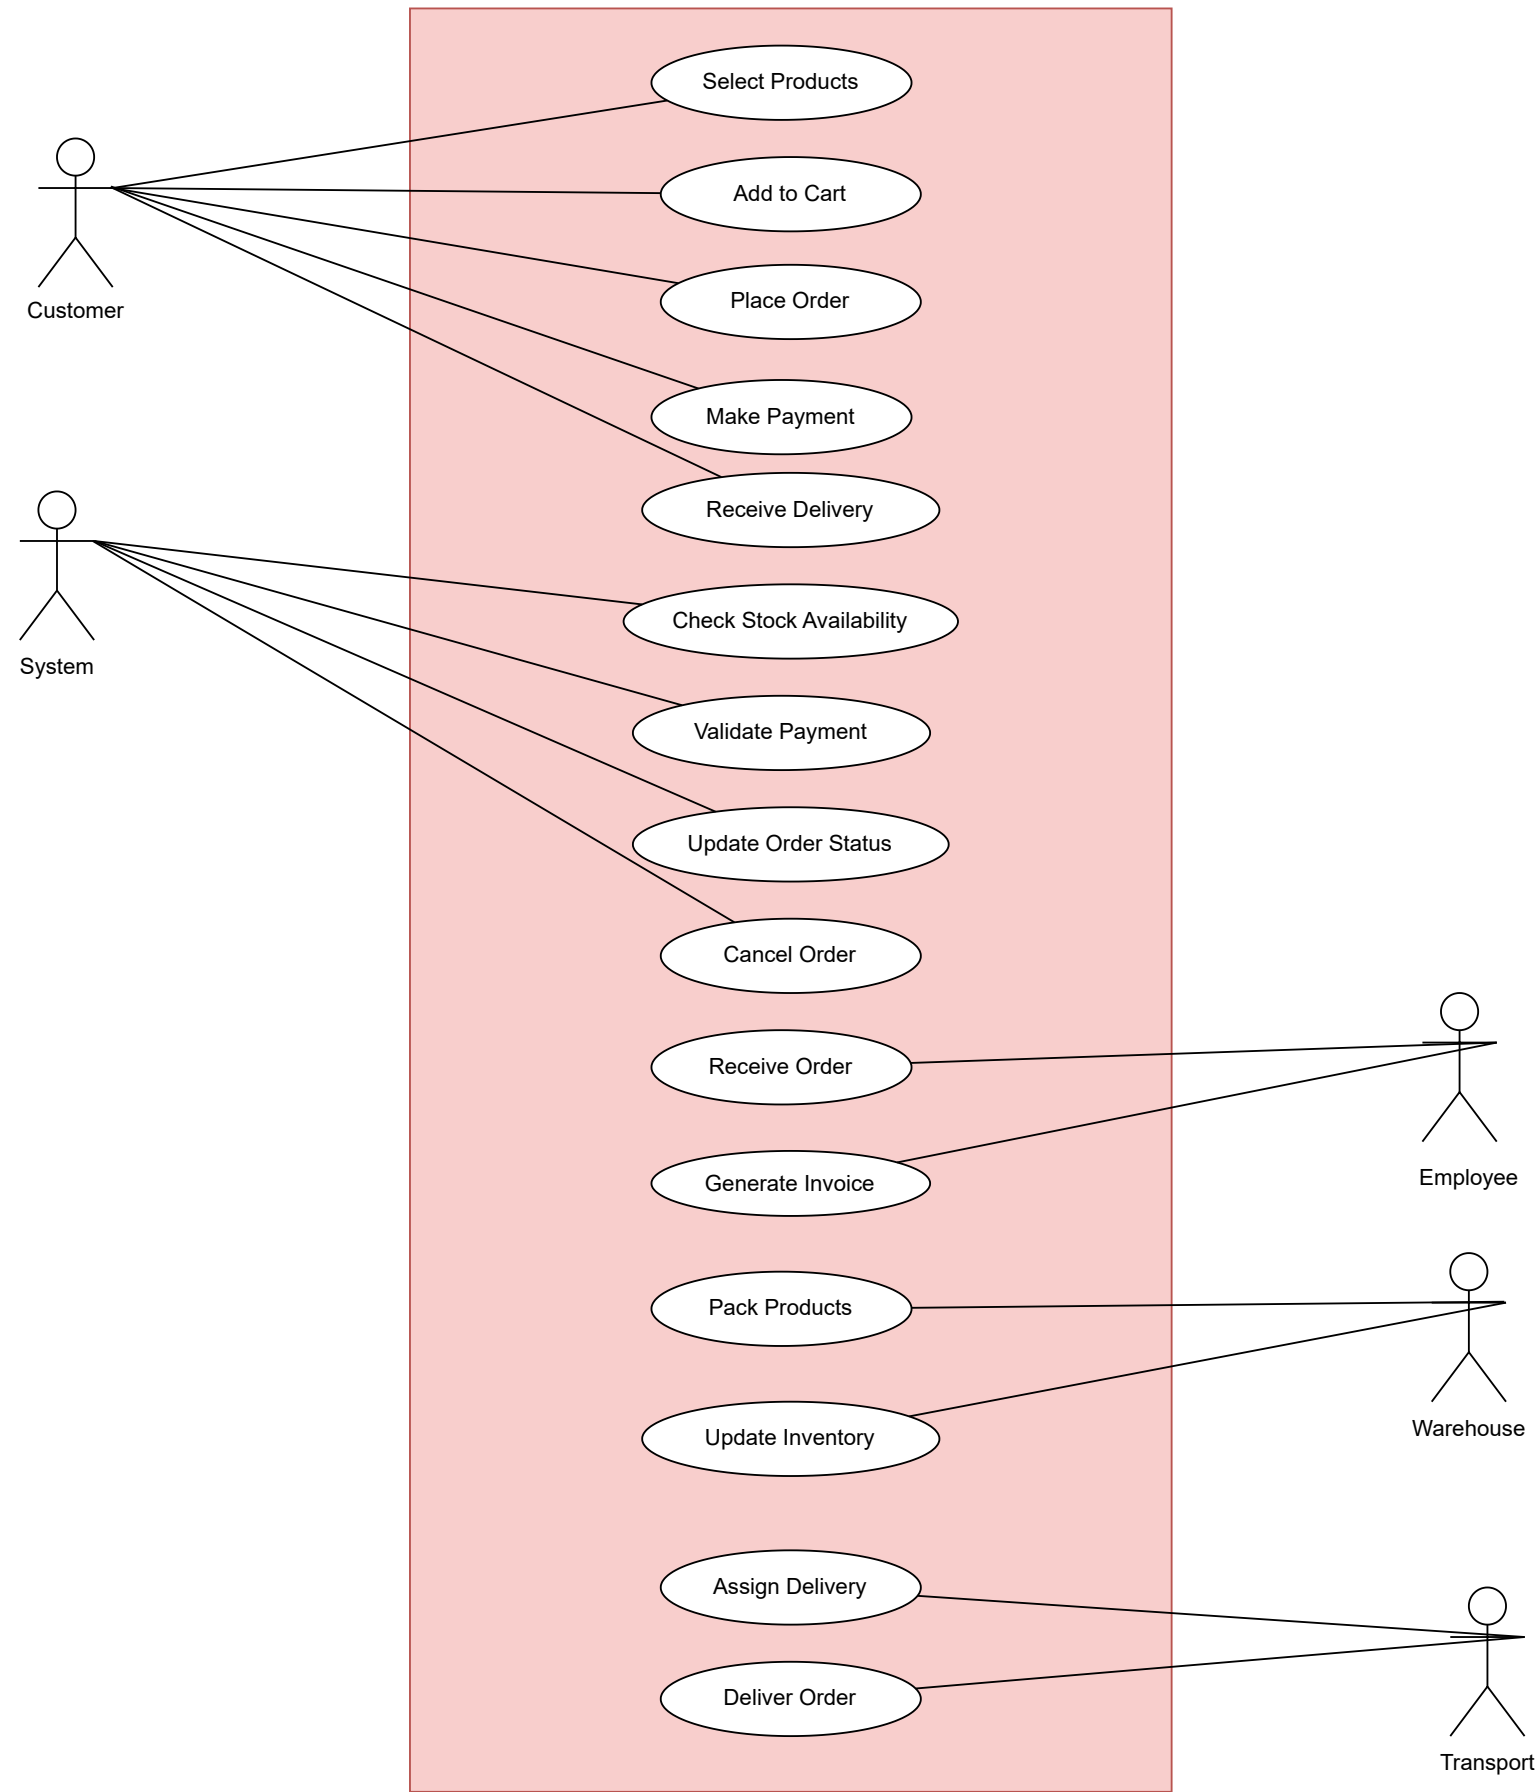 Select Products
Add to Cart
Place Order
Customer
Make Payment
Receive Delivery
Check Stock Availability
System
Validate Payment
Update Order Status
Cancel Order
Receive Order
Employee
Generate Invoice
Pack Products
Warehouse
Update Inventory
Assign Delivery
Deliver Order
Transport